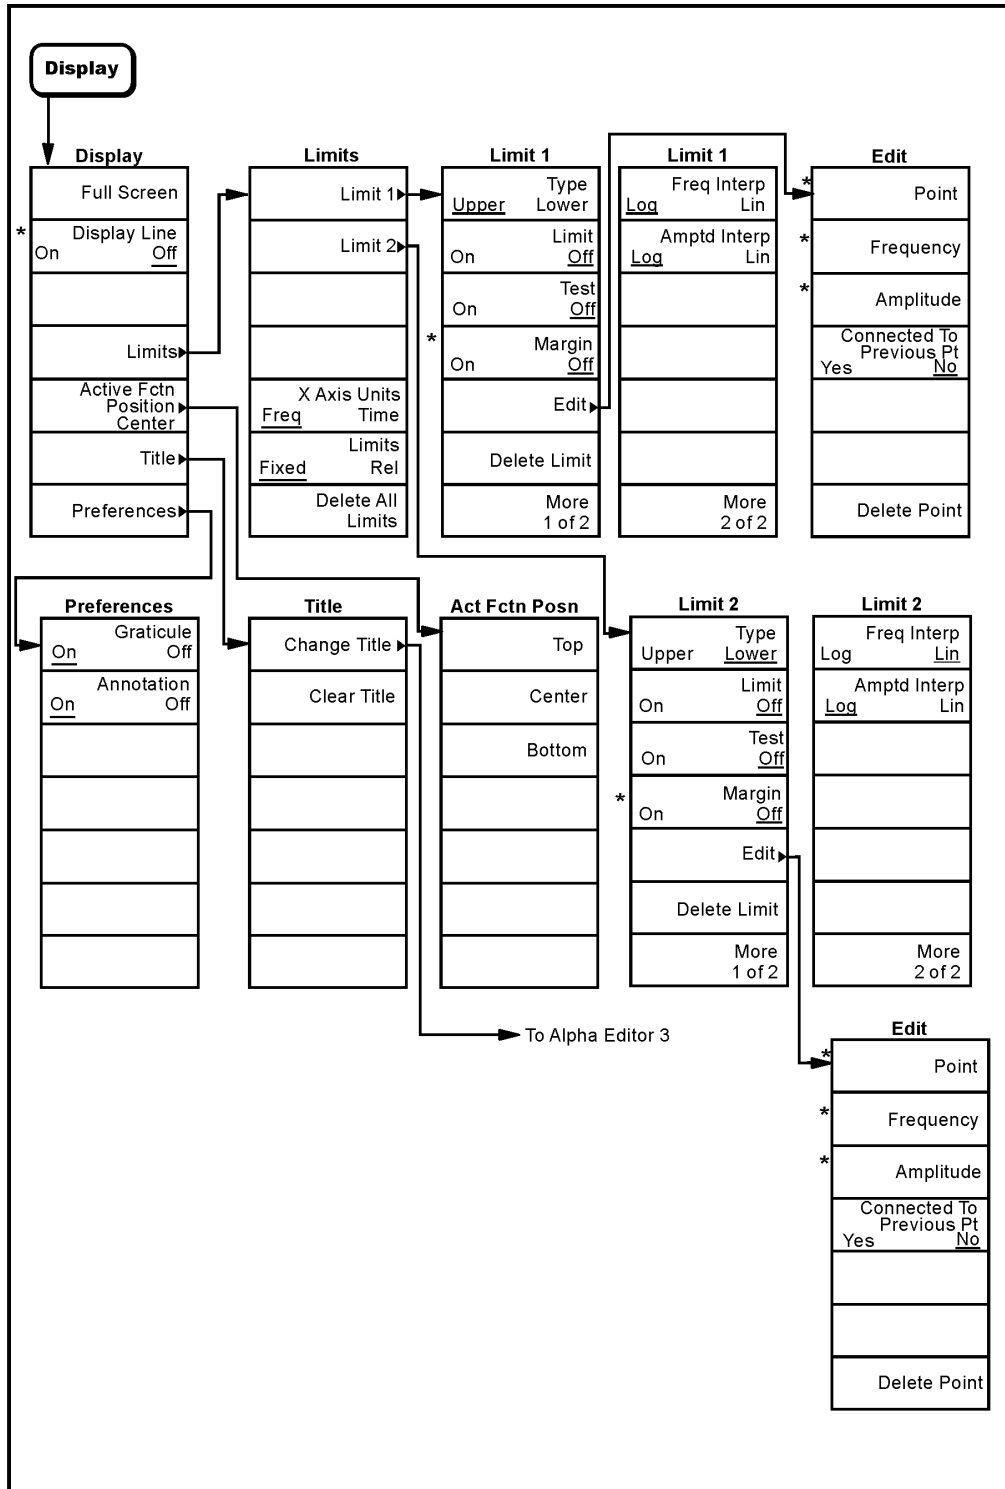 Display
Display
Full Screen
* Display Line
On Off
Limits
Active Fctn
Position
Center
Title
Preferences
Limits
Limit 1
Limit 2
X Axis Units
Freq Time
Limits
Fixed Rel
Delete All
Limits
Limit 1
Type
Upper Lower
Limit
On Off
Test
On Off
* Margin
On Off
Edit
Delete Limit
More
1 of 2
Limit 1
Freq Interp
Log Lin
Amptd Interp
Log Lin
More
2 of 2
Edit
* Point
* Frequency
* Amplitude
Connected To
Previous Pt
Yes No
Delete Point
Preferences
Graticule
On Off
Annotation
On Off
Title
Change Title
Clear Title
Act Fctn Posn
Top
Center
Bottom
Limit 2
Type
Upper Lower
Limit
On Off
Test
On Off
* Margin
On Off
Edit
Delete Limit
More
1 of 2
Limit 2
Freq Interp
Log Lin
Amptd Interp
Log Lin
More
2 of 2
To Alpha Editor 3
Edit
* Point
* Frequency
* Amplitude
Connected To
Previous Pt
Yes No
Delete Point